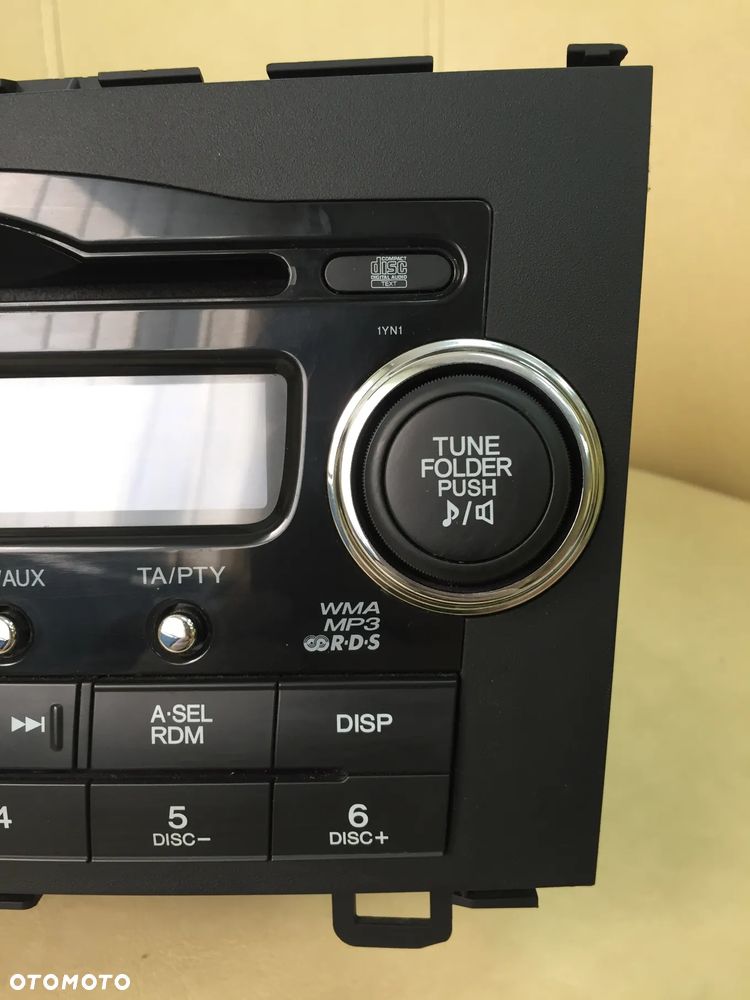 COMPACT
disc
DIGITAL AUDIO
TEXT
1YN1
TUNE
FOLDER
PUSH
/
/AUX
TA/PTY
WMA
MP3
R·D·S
A·SEL
RDM
DISP
4
5
DISC−
6
DISC+
OTOMOTO